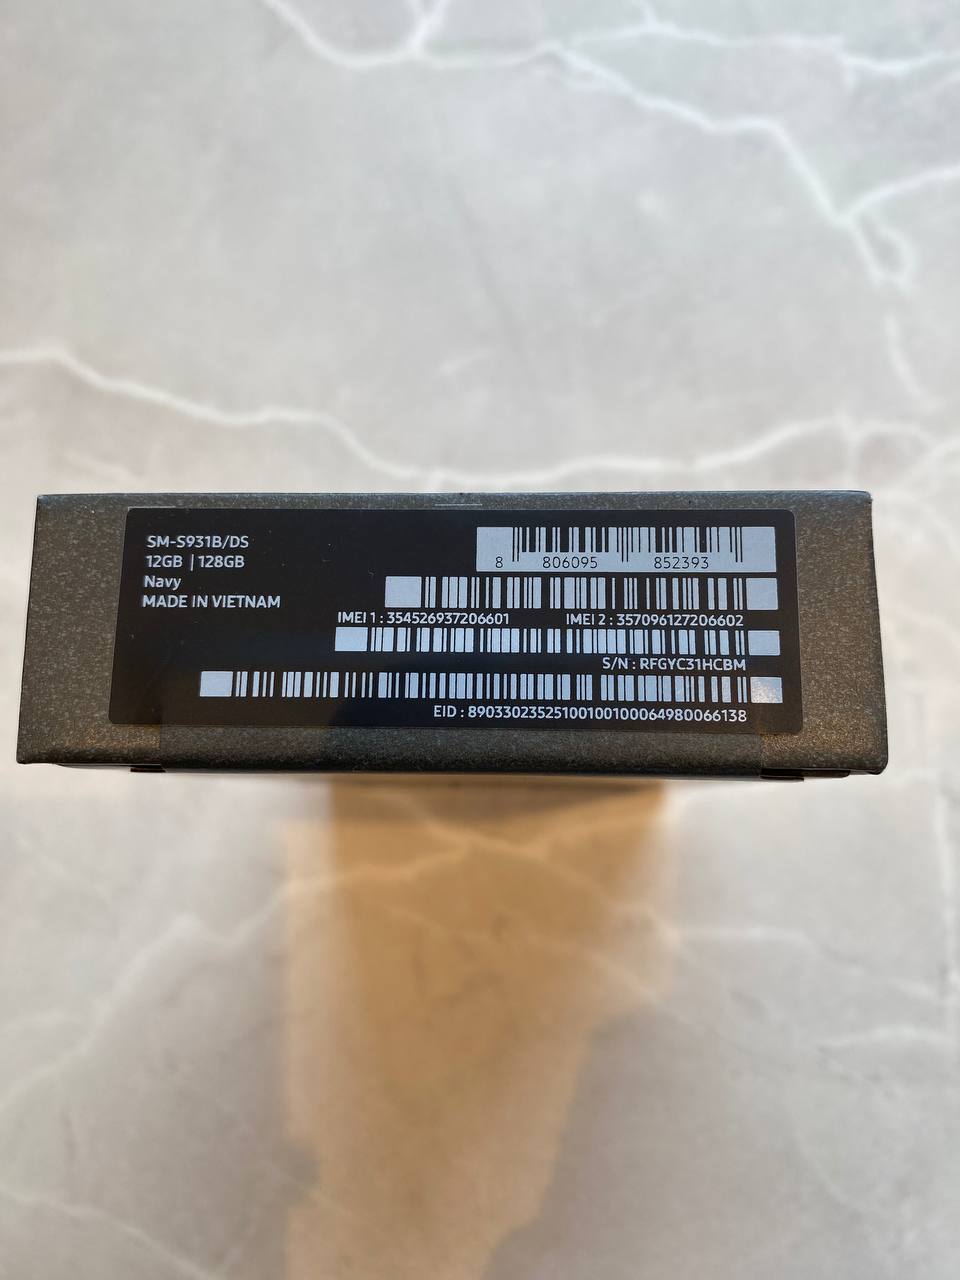 SM-S931B/DS
12GB | 128GB
Navy
MADE IN VIETNAM
8 806095 852393
IMEI 1 : 354526937206601 IMEI 2 : 357096127206602
S/N : RFGYC31HCBM
EID : 89033023525100100100064980066138